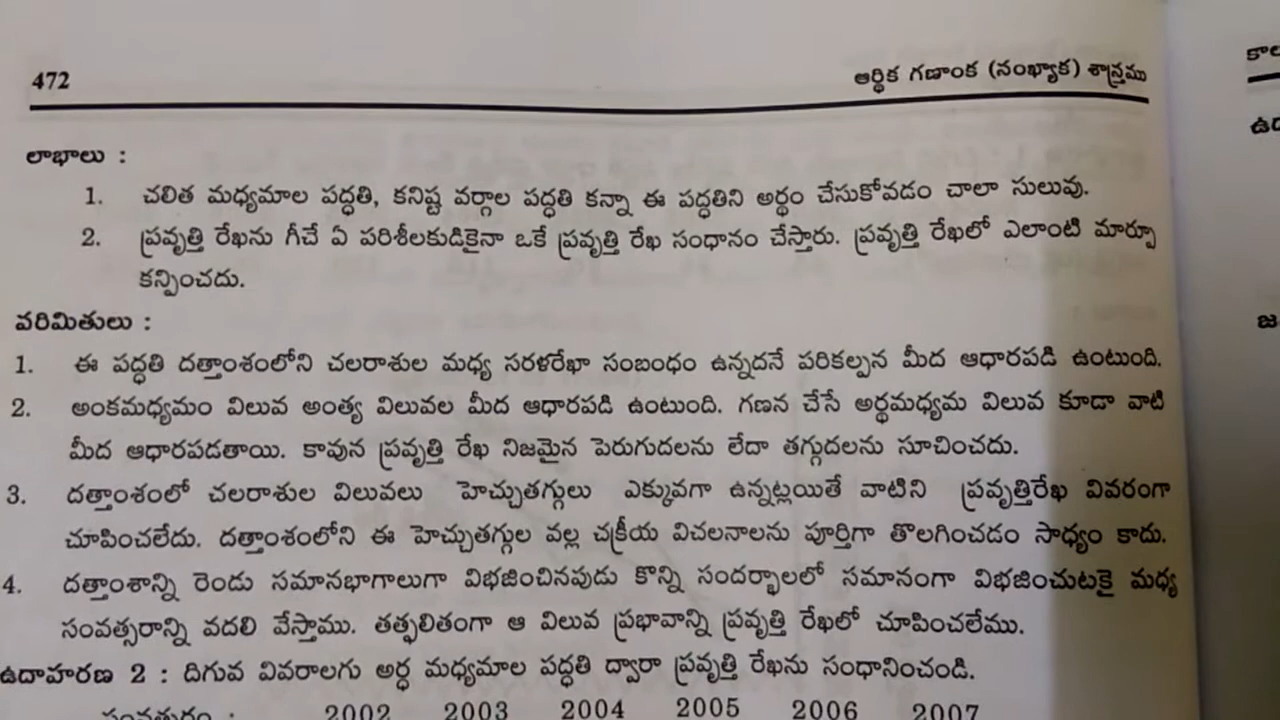 472 ఆర్థిక గణాంక (సంఖ్యాక) శాస్త్రము
లాభాలు :
1. చలిత మధ్యమాల పద్ధతి, కనిష్ట వర్గాల పద్ధతి కన్నా ఈ పద్ధతిని అర్థం చేసుకోవడం చాలా సులువు.
2. ప్రవృత్తి రేఖను గీచే ఏ పరిశీలకుడికైనా ఒకే ప్రవృత్తి రేఖ సంధానం చేస్తారు. ప్రవృత్తి రేఖలో ఎలాంటి మార్పూ
కన్పించదు.
పరిమితులు :
1. ఈ పద్ధతి దత్తాంశంలోని చలరాశుల మధ్య సరళరేఖా సంబంధం ఉన్నదనే పరికల్పన మీద ఆధారపడి ఉంటుంది.
2. అంకమధ్యమం విలువ అంత్య విలువల మీద ఆధారపడి ఉంటుంది. గణన చేసే అర్థమధ్యమ విలువ కూడా వాటి
మీద ఆధారపడతాయి. కావున ప్రవృత్తి రేఖ నిజమైన పెరుగుదలను లేదా తగ్గుదలను సూచించదు.
3. దత్తాంశంలో చలరాశుల విలువలు హెచ్చుతగ్గులు ఎక్కువగా ఉన్నట్లయితే వాటిని ప్రవృత్తిరేఖ వివరంగా
చూపించలేదు. దత్తాంశంలోని ఈ హెచ్చుతగ్గుల వల్ల చక్రీయ విచలనాలను పూర్తిగా తొలగించడం సాధ్యం కాదు.
4. దత్తాంశాన్ని రెండు సమానభాగాలుగా విభజించినపుడు కొన్ని సందర్భాలలో సమానంగా విభజించుటకై మధ్య
సంవత్సరాన్ని వదలి వేస్తాము. తత్ఫలితంగా ఆ విలువ ప్రభావాన్ని ప్రవృత్తి రేఖలో చూపించలేము.
ఉదాహరణ 2 : దిగువ వివరాలగు అర్ధ మధ్యమాల పద్ధతి ద్వారా ప్రవృత్తి రేఖను సంధానించండి.
సంవత్సరం : 2002 2003 2004 2005 2006 2007